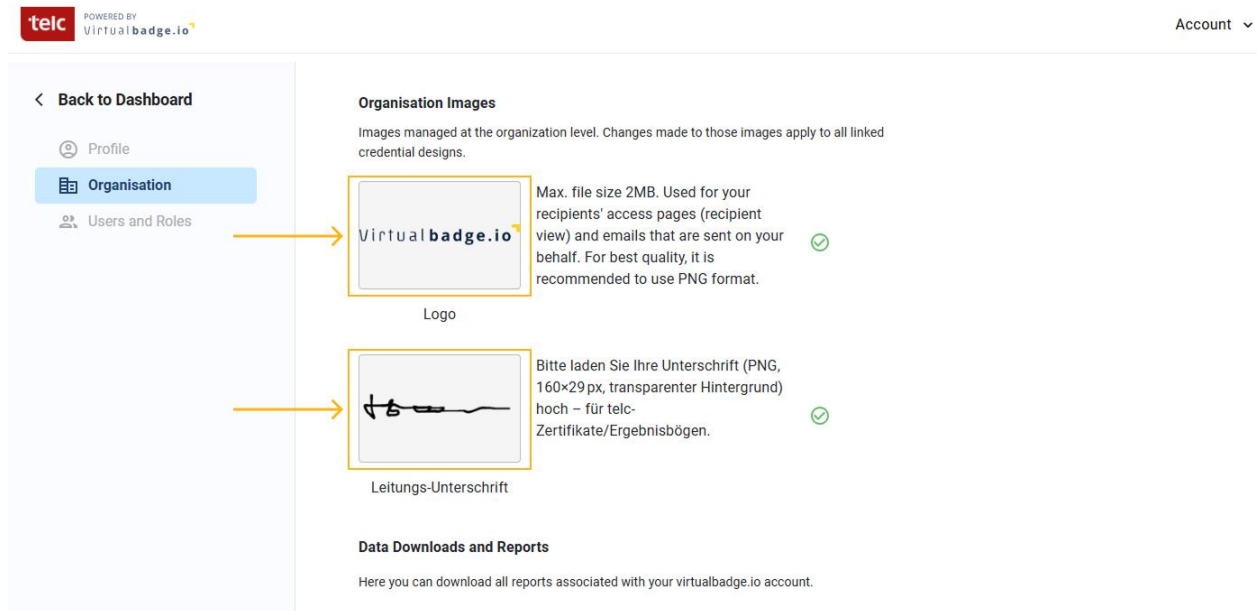 telc
POWERED BY
Virtualbadge.io
Account
Back to Dashboard
Profile
Organisation
Users and Roles
Organisation Images
Images managed at the organization level. Changes made to those images apply to all linked
credential designs.
Virtualbadge.io
Max. file size 2MB. Used for your
recipients' access pages (recipient
view) and emails that are sent on your
behalf. For best quality, it is
recommended to use PNG format.
Logo
Bitte laden Sie Ihre Unterschrift (PNG,
160×29 px, transparenter Hintergrund)
hoch – für telc-
Zertifikate/Ergebnisbögen.
Leitungs-Unterschrift
Data Downloads and Reports
Here you can download all reports associated with your virtualbadge.io account.